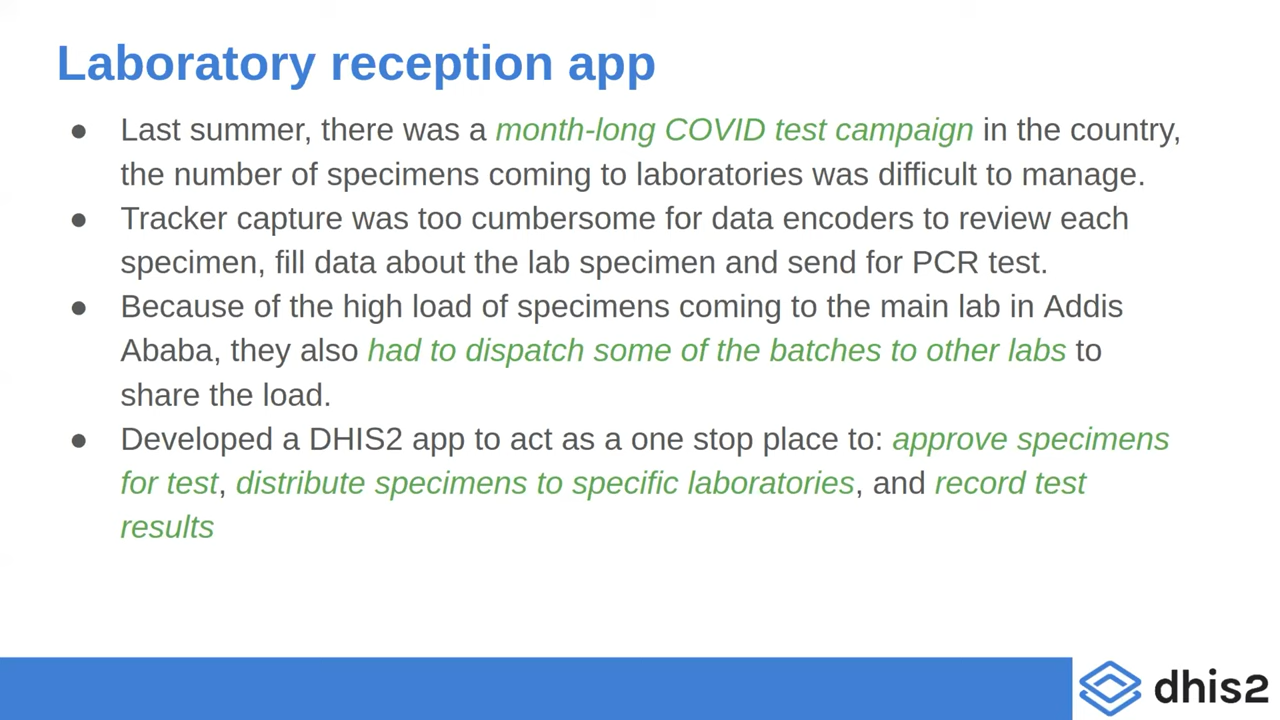 Laboratory reception app
● Last summer, there was a month-long COVID test campaign in the country,
the number of specimens coming to laboratories was difficult to manage.
● Tracker capture was too cumbersome for data encoders to review each
specimen, fill data about the lab specimen and send for PCR test.
● Because of the high load of specimens coming to the main lab in Addis
Ababa, they also had to dispatch some of the batches to other labs to
share the load.
● Developed a DHIS2 app to act as a one stop place to: approve specimens
for test, distribute specimens to specific laboratories, and record test
results
dhis2